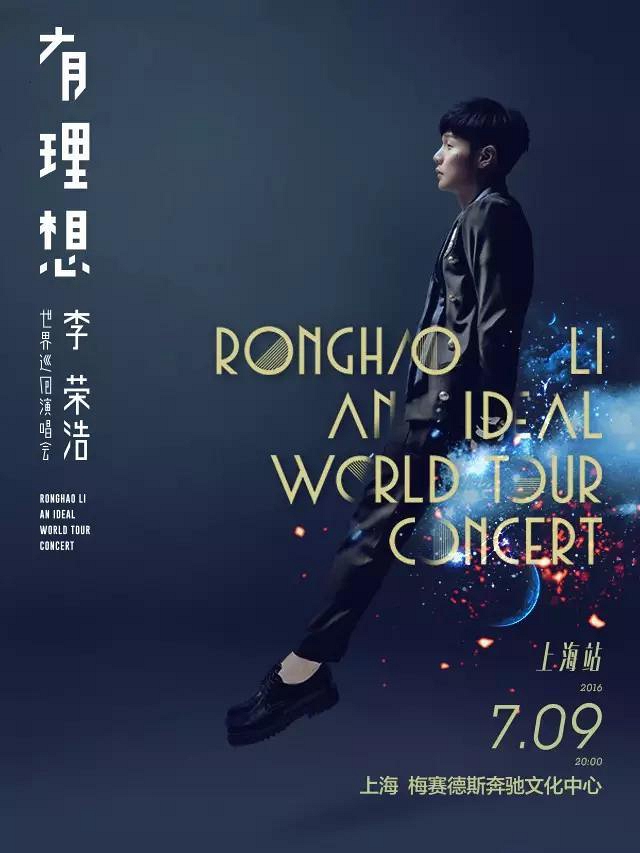 有理想
李荣浩
世界巡回演唱会
RONGHAO LI
AN IDEAL
WORLD TOUR
CONCERT
RONGHAO LI
AN IDEAL
WORLD TOUR
CONCERT
上海站
2016
7.09
20:00
上海 梅赛德斯奔驰文化中心